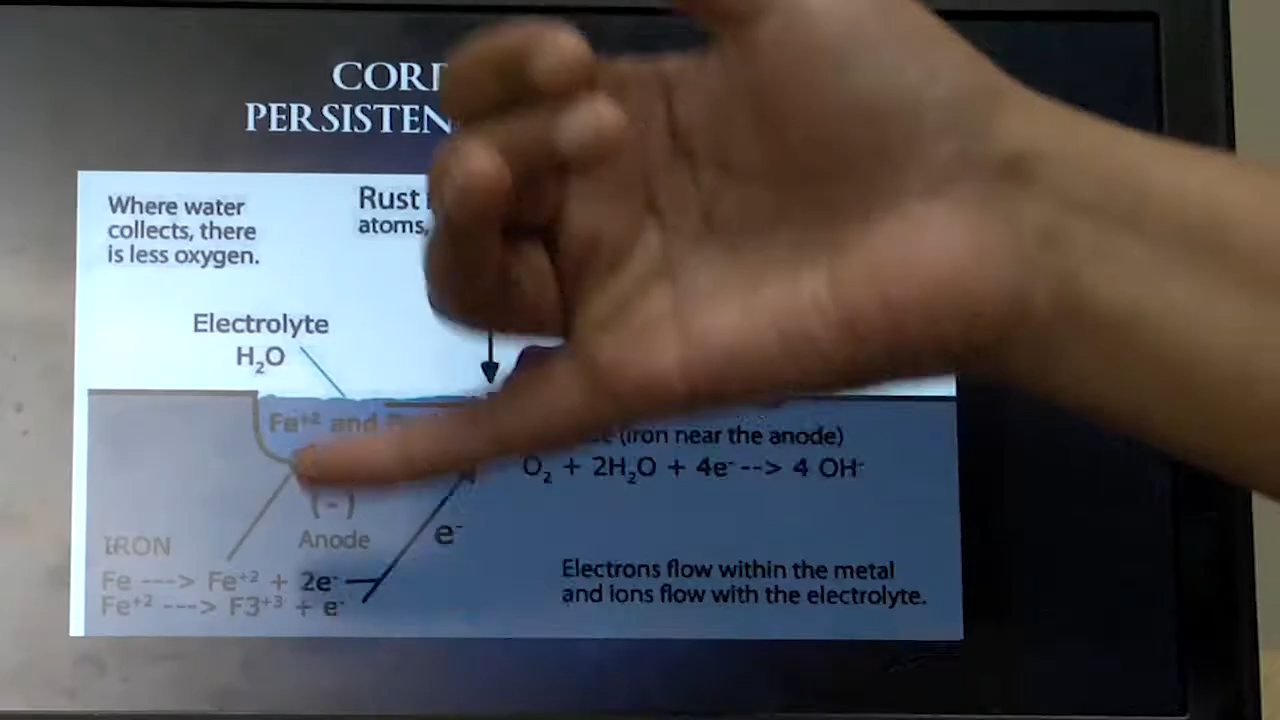 Where water
collects, there
is less oxygen.
Rust
atoms,
Electrolyte
H₂O
Fe⁺² and
(iron near the anode)
O₂ + 2H₂O + 4e⁻ --> 4 OH⁻
(-)
Anode
e⁻
IRON
Fe ---> Fe⁺² + 2e⁻
Fe⁺² ---> F3⁺³ + e⁻
Electrons flow within the metal
and ions flow with the electrolyte.